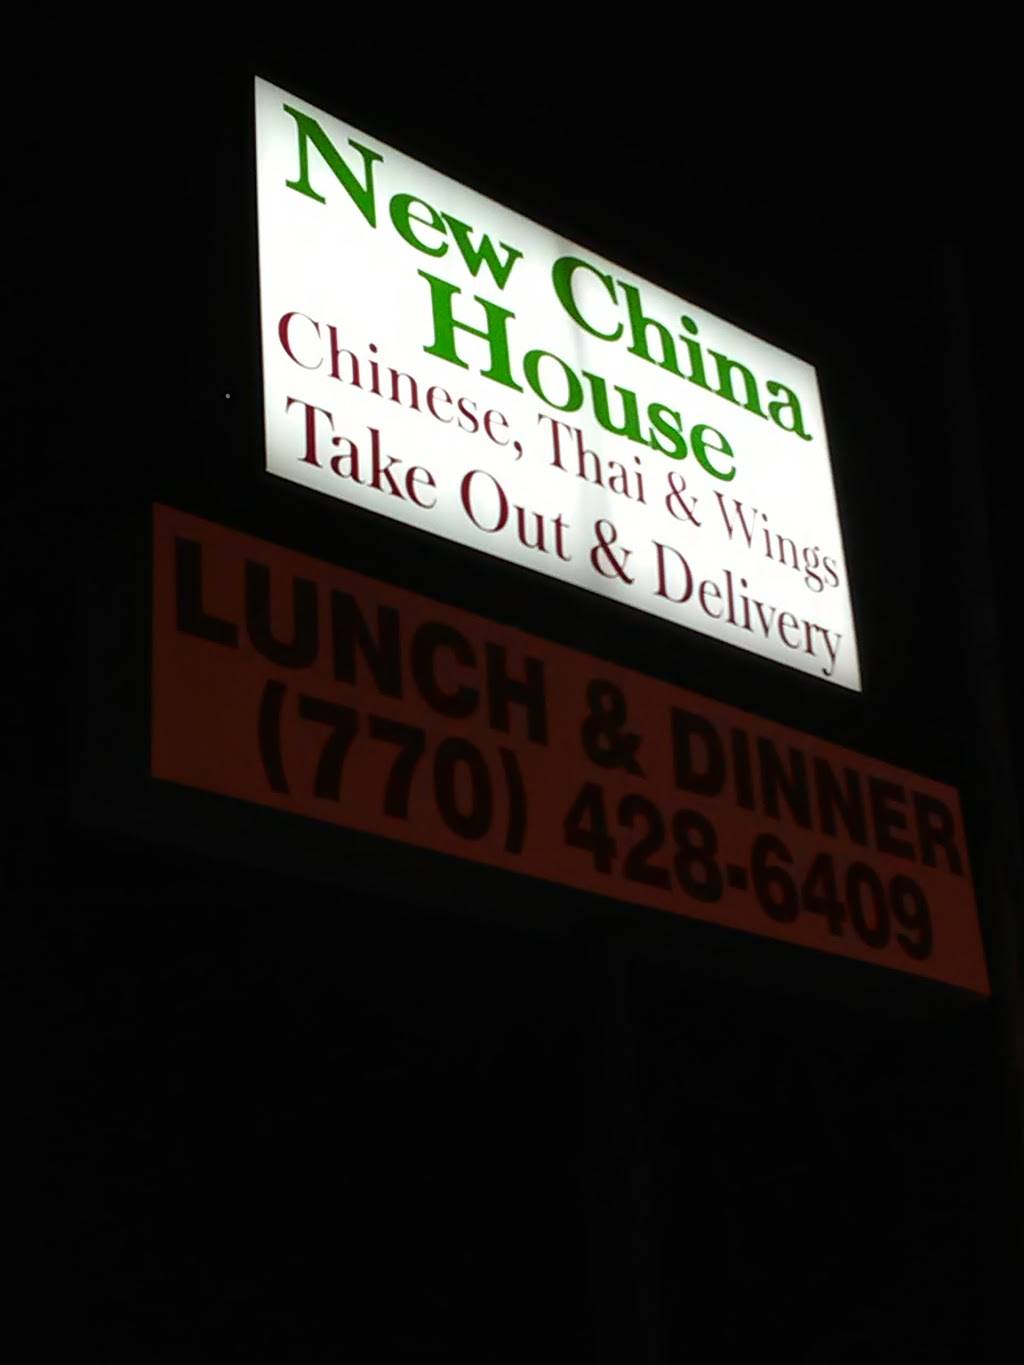 New China
House
Chinese, Thai & Wings
Take Out & Delivery
LUNCH & DINNER
(770) 428-6409